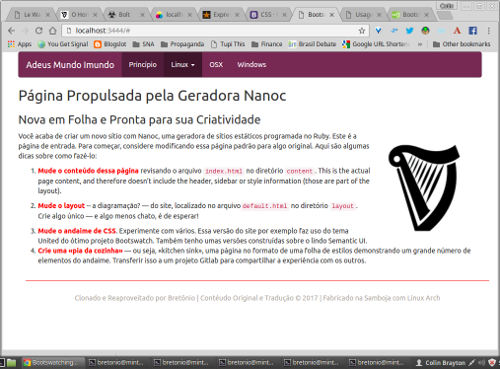 Colin
Le Wa
O Ho
Bolt
localh
Exam
CSS -
Boots
Usag
Boots
localhost:3444/#
Apps You Get Signal Blogblot SNA Propaganda Tupi This Finance Brasil Debate Google URL Shorte » Other bookmarks
Adeus Mundo Imundo Princípio Linux OSX Windows
Página Propulsada pela Geradora Nanoc
Nova em Folha e Pronta para sua Criatividade
Você acaba de criar um novo sítio com Nanoc, uma geradora de sítios estáticos programada no Ruby. Este é a
página de entrada. Para começar, considere modificando essa página padrão para algo original. Aqui são algumas
dicas sobre como fazê-lo:
1. Mude o conteúdo dessa página revisando o arquivo index.html no diretório content. This is the actual
page content, and therefore doesn't include the header, sidebar or style information (those are part of the
layout).
2. Mude o layout – a diagramação? — do site, localizado no arquivo default.html no diretório layout.
Crie algo único — e algo menos chato, é de esperar!
3. Mude o andaime de CSS. Experimente com vários. Essa versão do site por exemplo faz uso do tema
United do ótimo projeto Bootswatch. Também tenho umas versões construídas sobre o lindo Semantic UI.
4. Crie uma «pia da cozinha» — ou seja, «kitchen sink», uma página no formato de uma folha de estilos demonstrando um grande número de
elementos do andaime. Transferir isso a um projeto Gitlab para compartilhar a experiência com os outros.
Clonado e Reaproveitado por Bretônio | Contéudo Original e Tradução © 2017 | Fabricado na Samboja com Linux Arch
Bootswatching... bretonio@mint... bretonio@mint... bretonio@mint... bretonio@mint... bretonio@mint... Colin Brayton